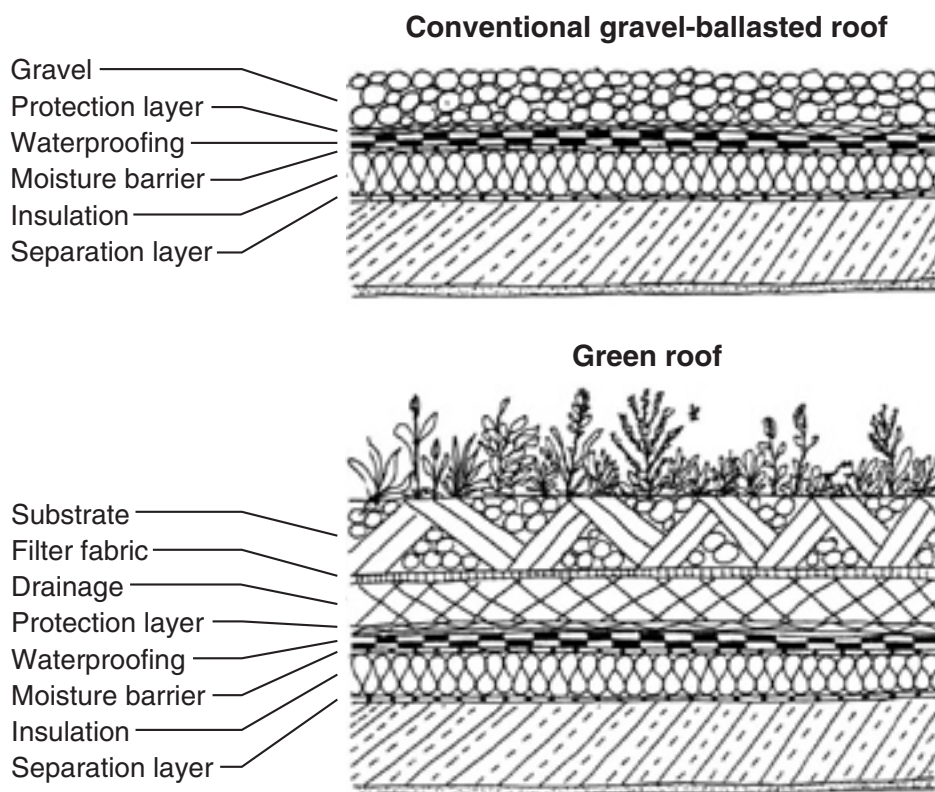 Conventional gravel-ballasted roof
Gravel
Protection layer
Waterproofing
Moisture barrier
Insulation
Separation layer
Green roof
Substrate
Filter fabric
Drainage
Protection layer
Waterproofing
Moisture barrier
Insulation
Separation layer